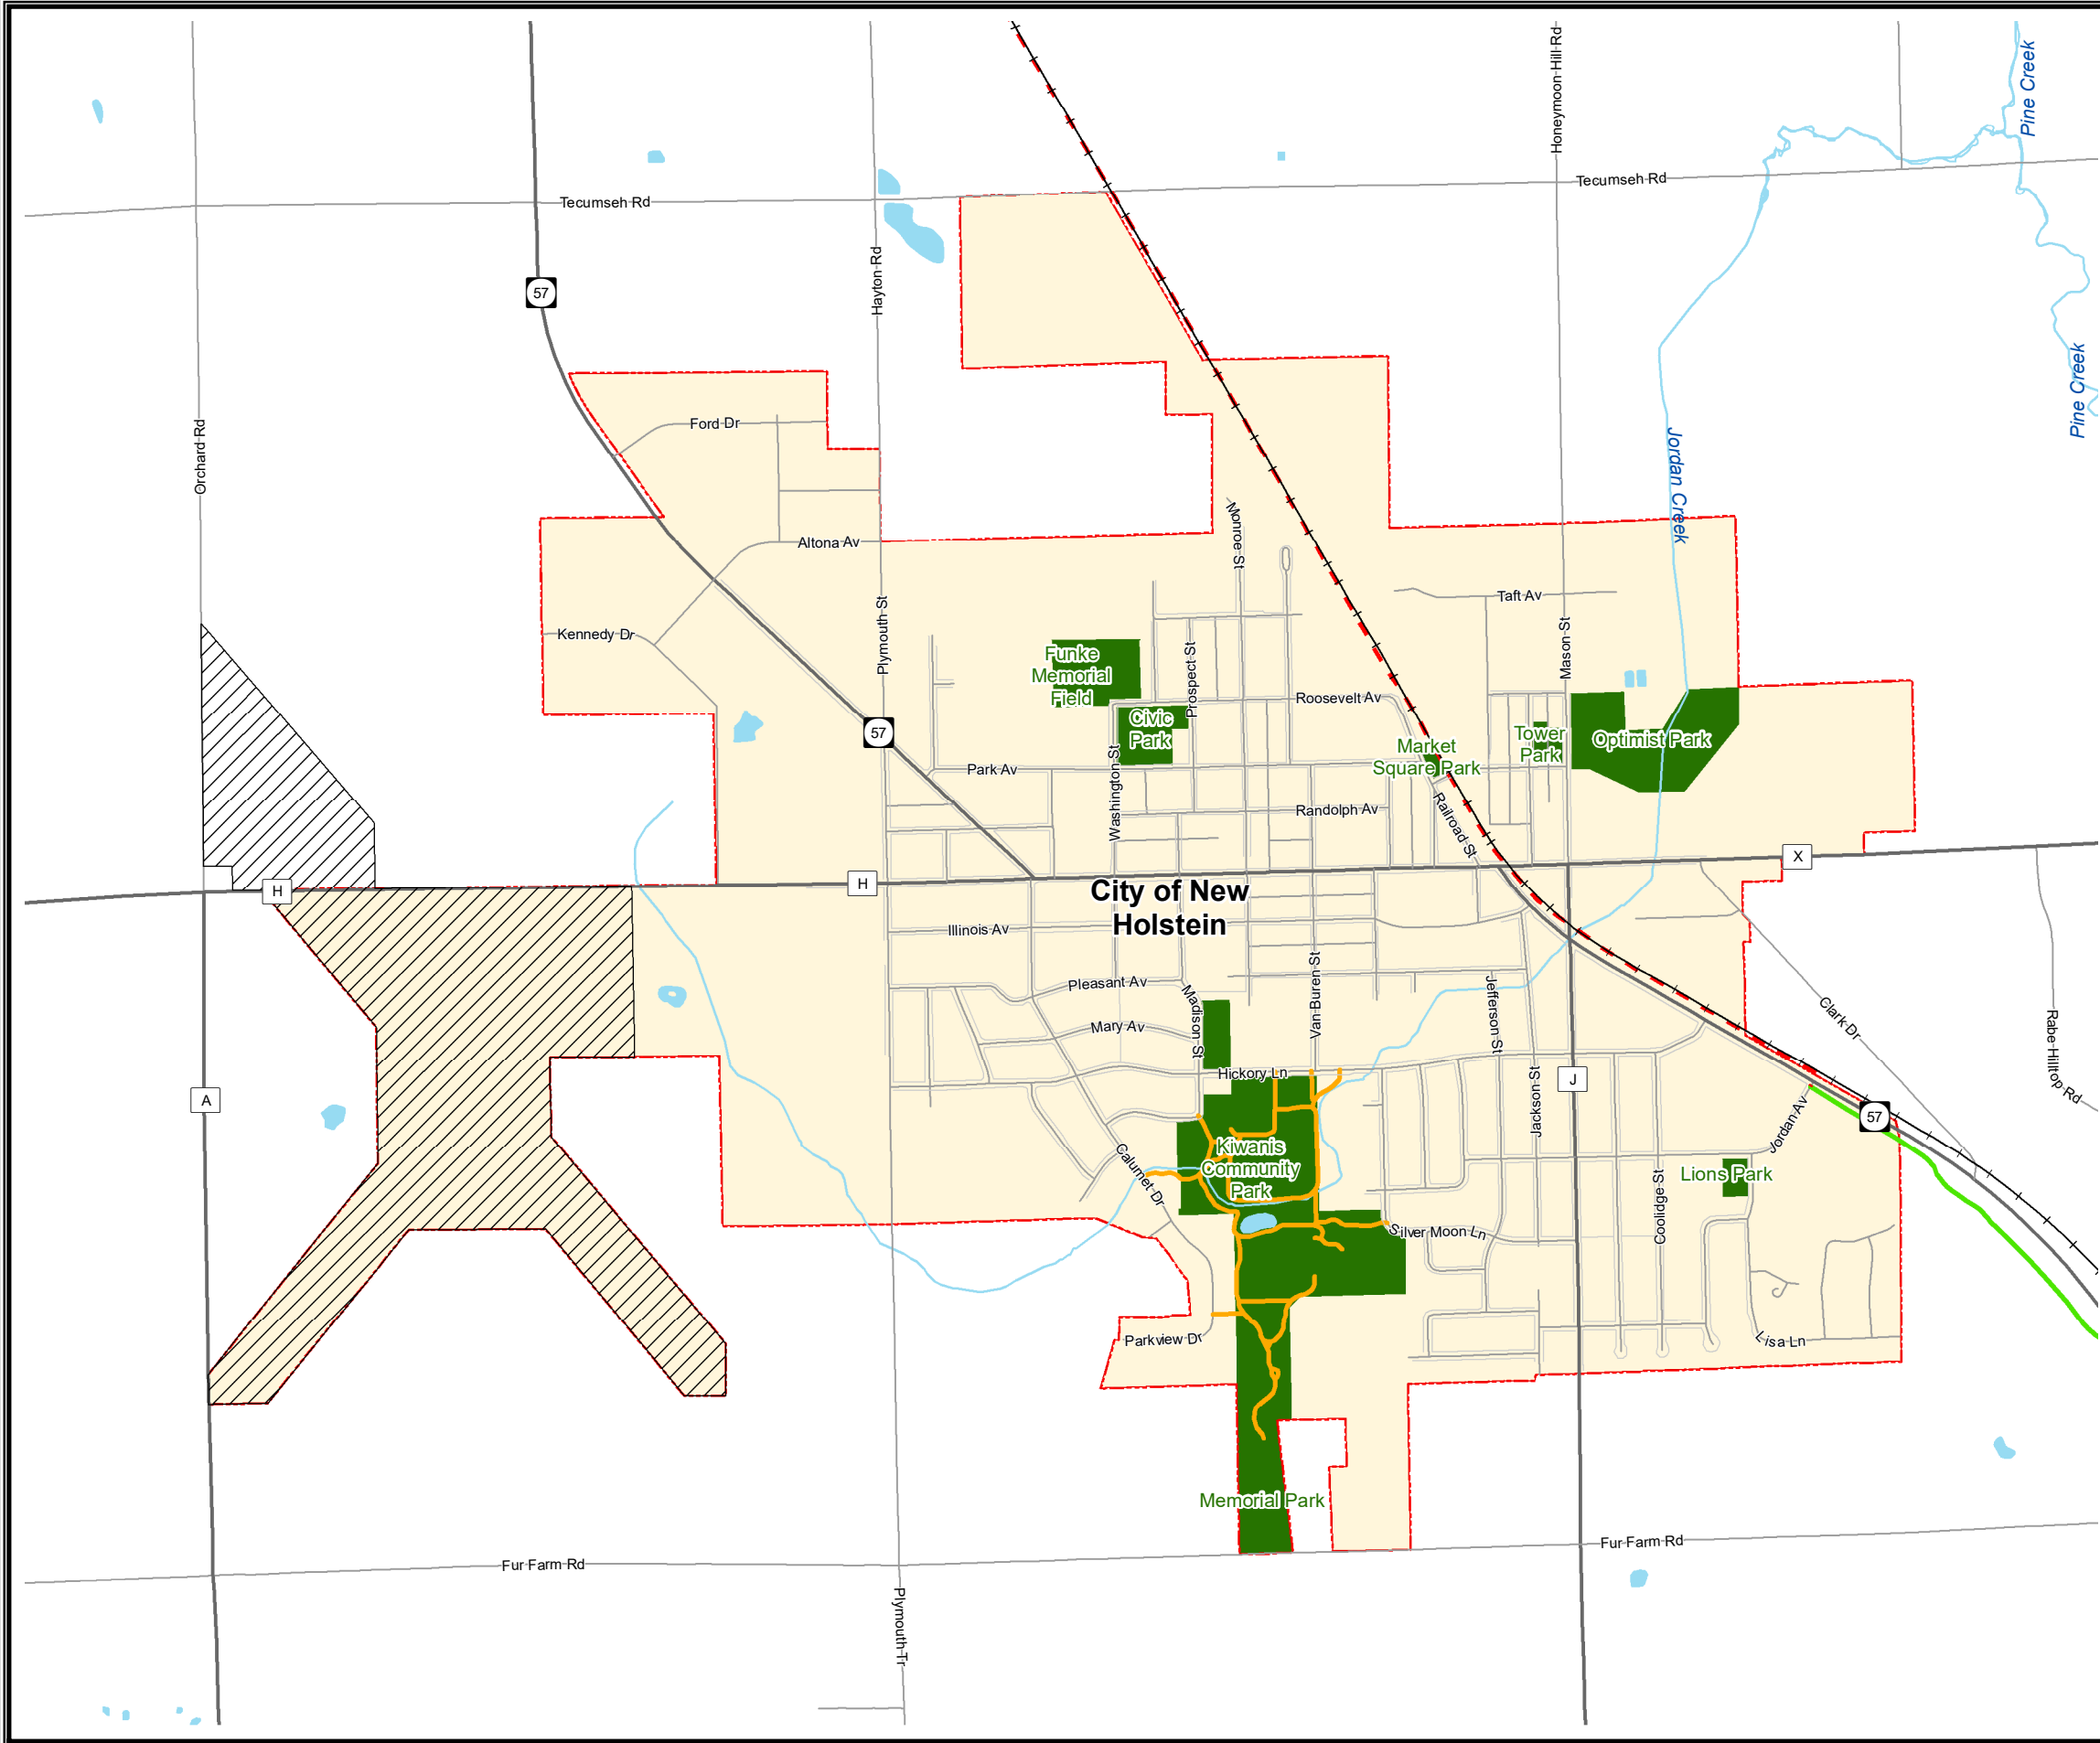 Pine Creek
Honeymoon Hill Rd
Tecumseh Rd
Tecumseh Rd
Hayton Rd
57
Pine Creek
Orchard Rd
Ford Dr
Jordan Creek
Monroe St
Altona Av
Taft Av
Kennedy Dr
Plymouth St
Mason St
Funke
Memorial
Field
Prospect St
Roosevelt Av
Civic
Park
57
Washington St
Market
Square Park
Tower
Park
Optimist Park
Park Av
Randolph Av
Railroad St
X
H
H
City of New
Holstein
Illinois Av
Pleasant Av
Madison St
Van Buren St
Jefferson St
Mary Av
Clark Dr
Rabe Hilltop Rd
Hickory Ln
A
J
Jackson St
57
Jordan Av
Kiwanis
Community
Park
Calumet Dr
Lions Park
Coolidge St
Silver Moon Ln
Parkview Dr
Lisa Ln
Memorial Park
Fur Farm Rd
Fur Farm Rd
Plymouth Tr